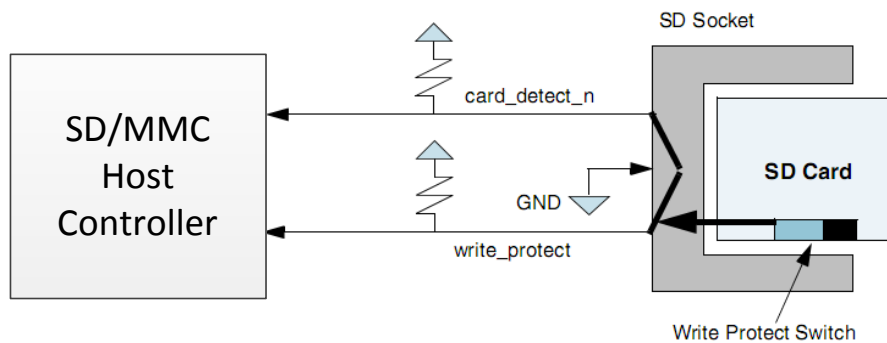 SD Socket
card_detect_n
SD/MMC
Host
Controller
SD Card
GND
write_protect
Write Protect Switch